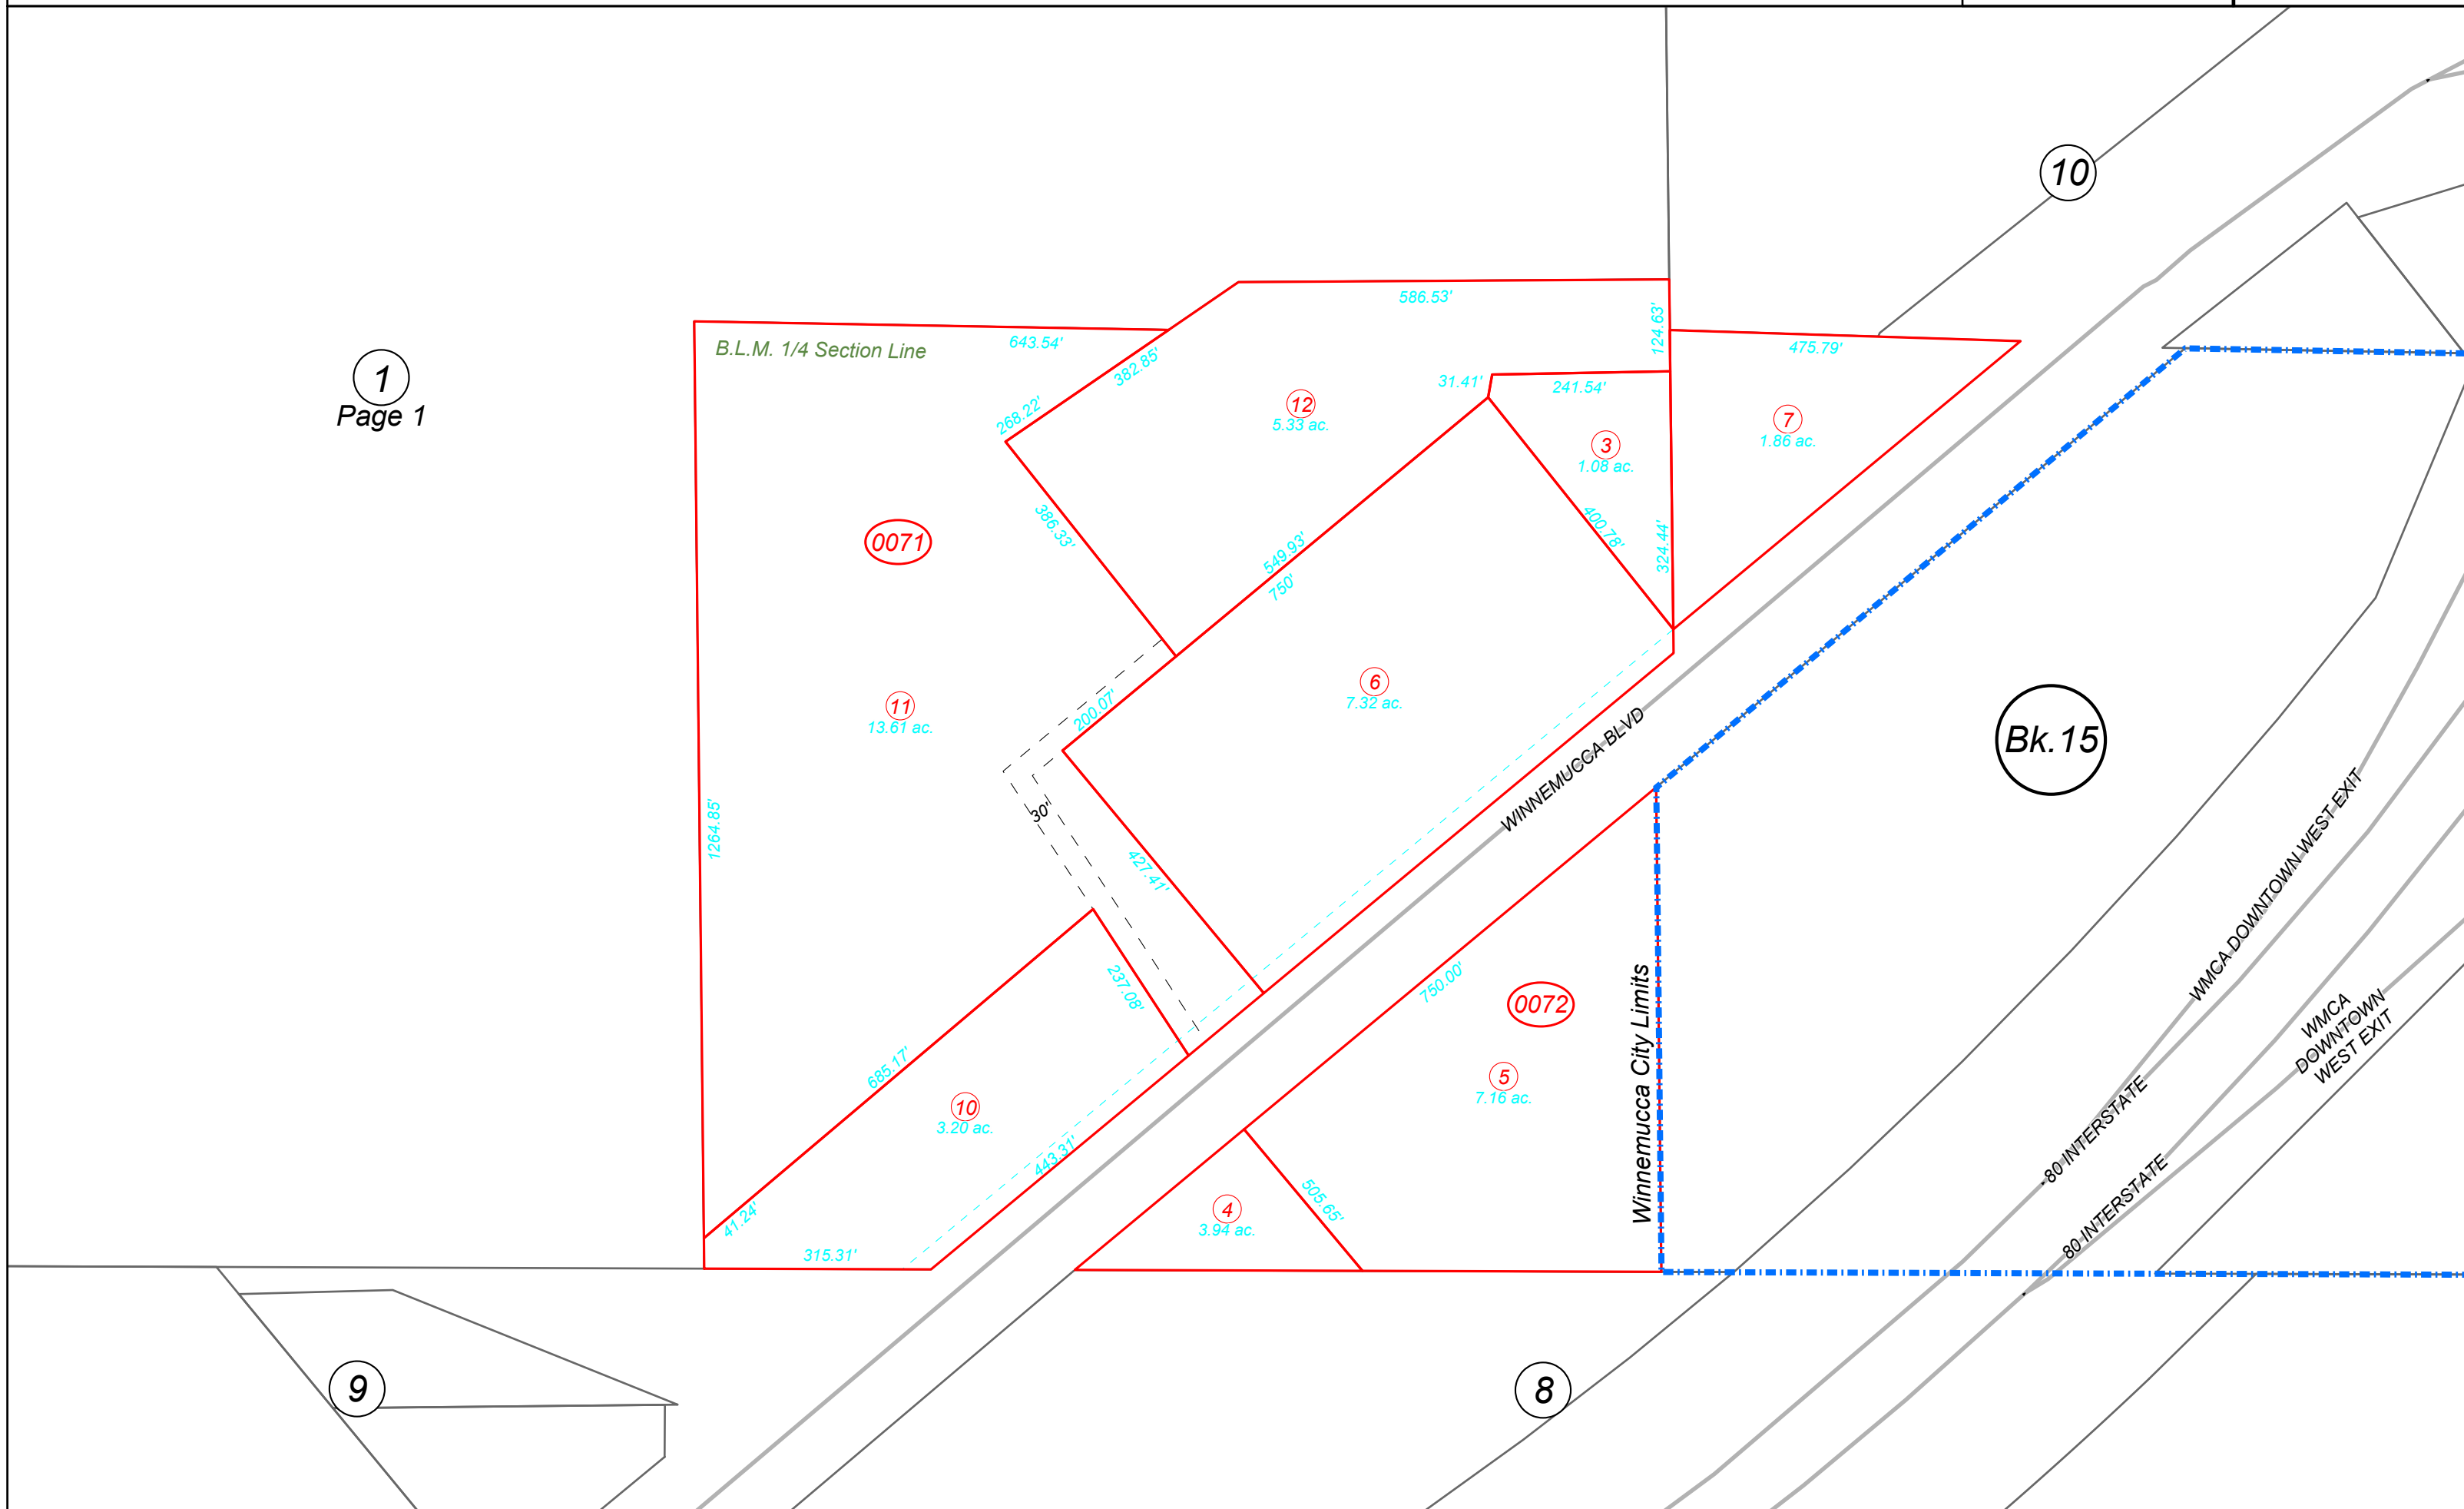 10
586.53'
124.63'
B.L.M. 1/4 Section Line
643.54'
475.79'
382.85'
1
Page 1
31.41'
241.54'
268.22'
12
5.33 ac.
7
1.86 ac.
3
1.08 ac.
386.33'
400.78'
324.44'
0071
549.93'
750'
6
7.32 ac.
11
13.61 ac.
200.07'
WINNEMUCCA BLVD
Bk.15
30'
1264.85'
427.41'
WMCA DOWNTOWN WEST EXIT
237.08'
750.00'
0072
Winnemucca City Limits
WMCA
DOWNTOWN
WEST EXIT
685.17'
5
7.16 ac.
10
3.20 ac.
443.31'
80 INTERSTATE
80 INTERSTATE
41.24'
4
3.94 ac.
505.65'
315.31'
9
8